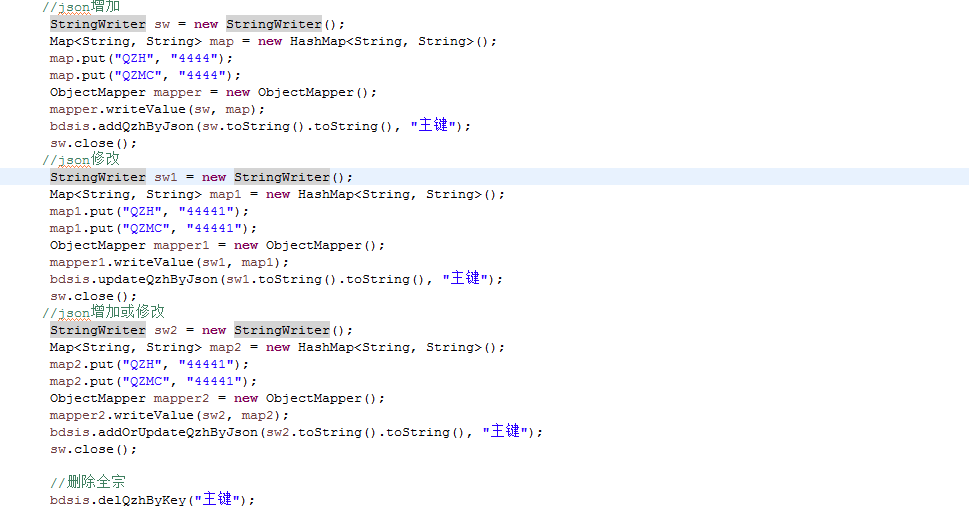 //json增加
StringWriter sw = new StringWriter();
Map<String, String> map = new HashMap<String, String>();
map.put("QZH", "4444");
map.put("QZMC", "4444");
ObjectMapper mapper = new ObjectMapper();
mapper.writeValue(sw, map);
bdsis.addQzhByJson(sw.toString().toString(), "主键");
sw.close();
//json修改
StringWriter sw1 = new StringWriter();
Map<String, String> map1 = new HashMap<String, String>();
map1.put("QZH", "44441");
map1.put("QZMC", "44441");
ObjectMapper mapper1 = new ObjectMapper();
mapper1.writeValue(sw1, map1);
bdsis.updateQzhByJson(sw1.toString().toString(), "主键");
sw.close();
//json增加或修改
StringWriter sw2 = new StringWriter();
Map<String, String> map2 = new HashMap<String, String>();
map2.put("QZH", "44441");
map2.put("QZMC", "44441");
ObjectMapper mapper2 = new ObjectMapper();
mapper2.writeValue(sw2, map2);
bdsis.addOrUpdateQzhByJson(sw2.toString().toString(), "主键");
sw.close();
//删除全宗
bdsis.delQzhByKey("主键");